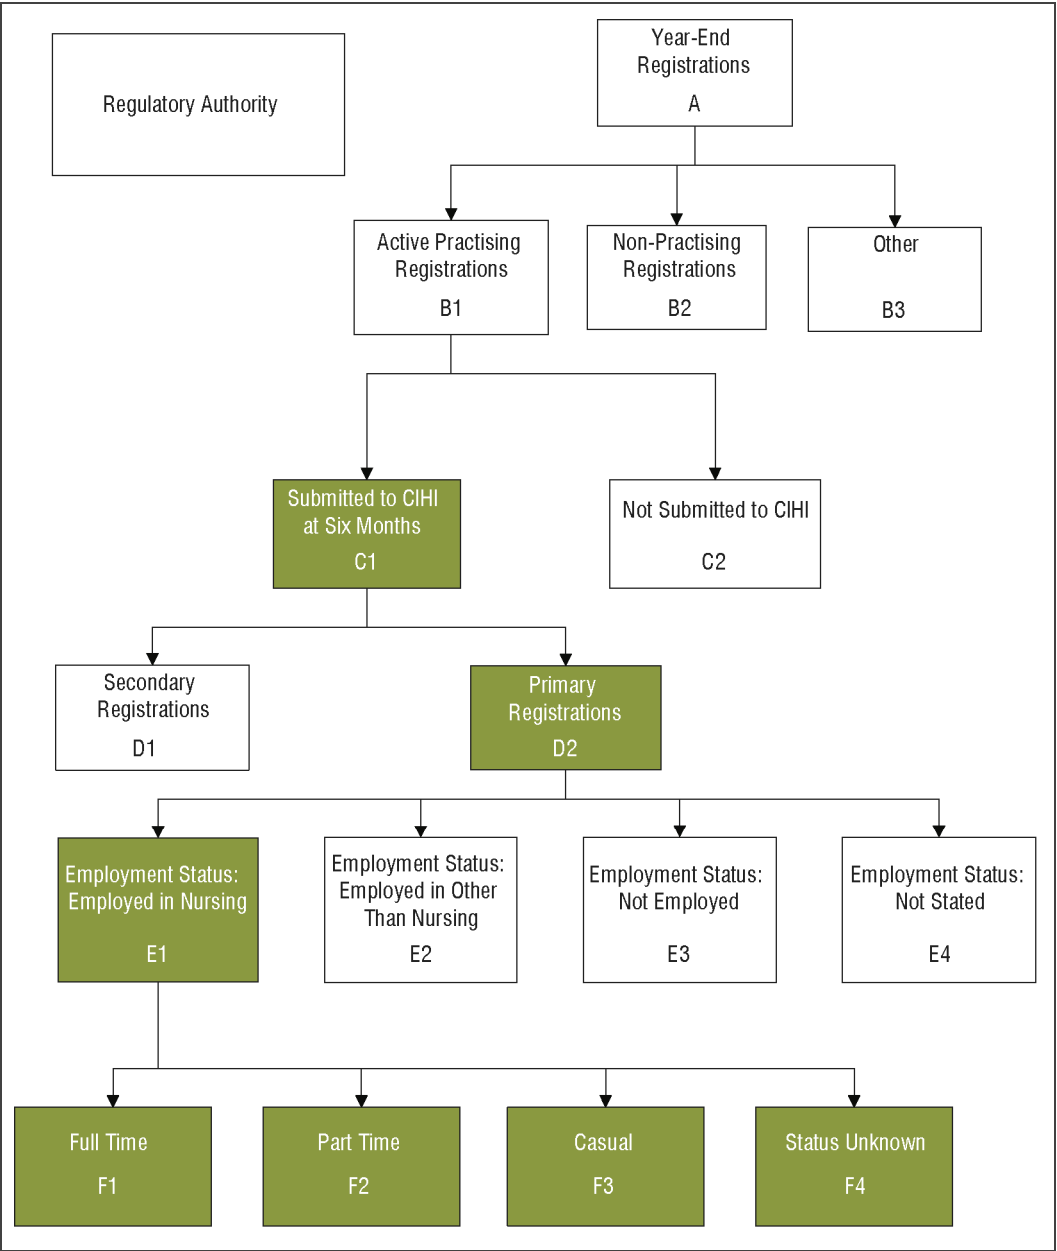 Regulatory Authority
Year-End
Registrations
A
Active Practising
Registrations
B1
Non-Practising
Registrations
B2
Other
B3
Submitted to CIHI
at Six Months
C1
Not Submitted to CIHI
C2
Secondary
Registrations
D1
Primary
Registrations
D2
Employment Status:
Employed in Nursing
E1
Employment Status:
Employed in Other
Than Nursing
E2
Employment Status:
Not Employed
E3
Employment Status:
Not Stated
E4
Full Time
F1
Part Time
F2
Casual
F3
Status Unknown
F4